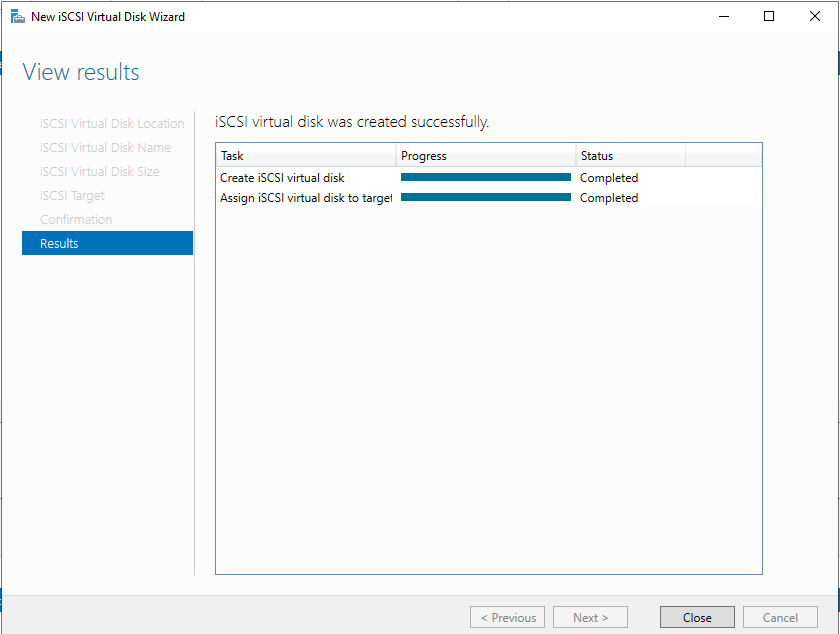 New iSCSI Virtual Disk Wizard
View results
iSCSI Virtual Disk Location
iSCSI Virtual Disk Name
iSCSI Virtual Disk Size
iSCSI Target
Confirmation
Results
iSCSI virtual disk was created successfully.
Task Progress Status
Create iSCSI virtual disk Completed
Assign iSCSI virtual disk to target Completed
< Previous Next > Close Cancel